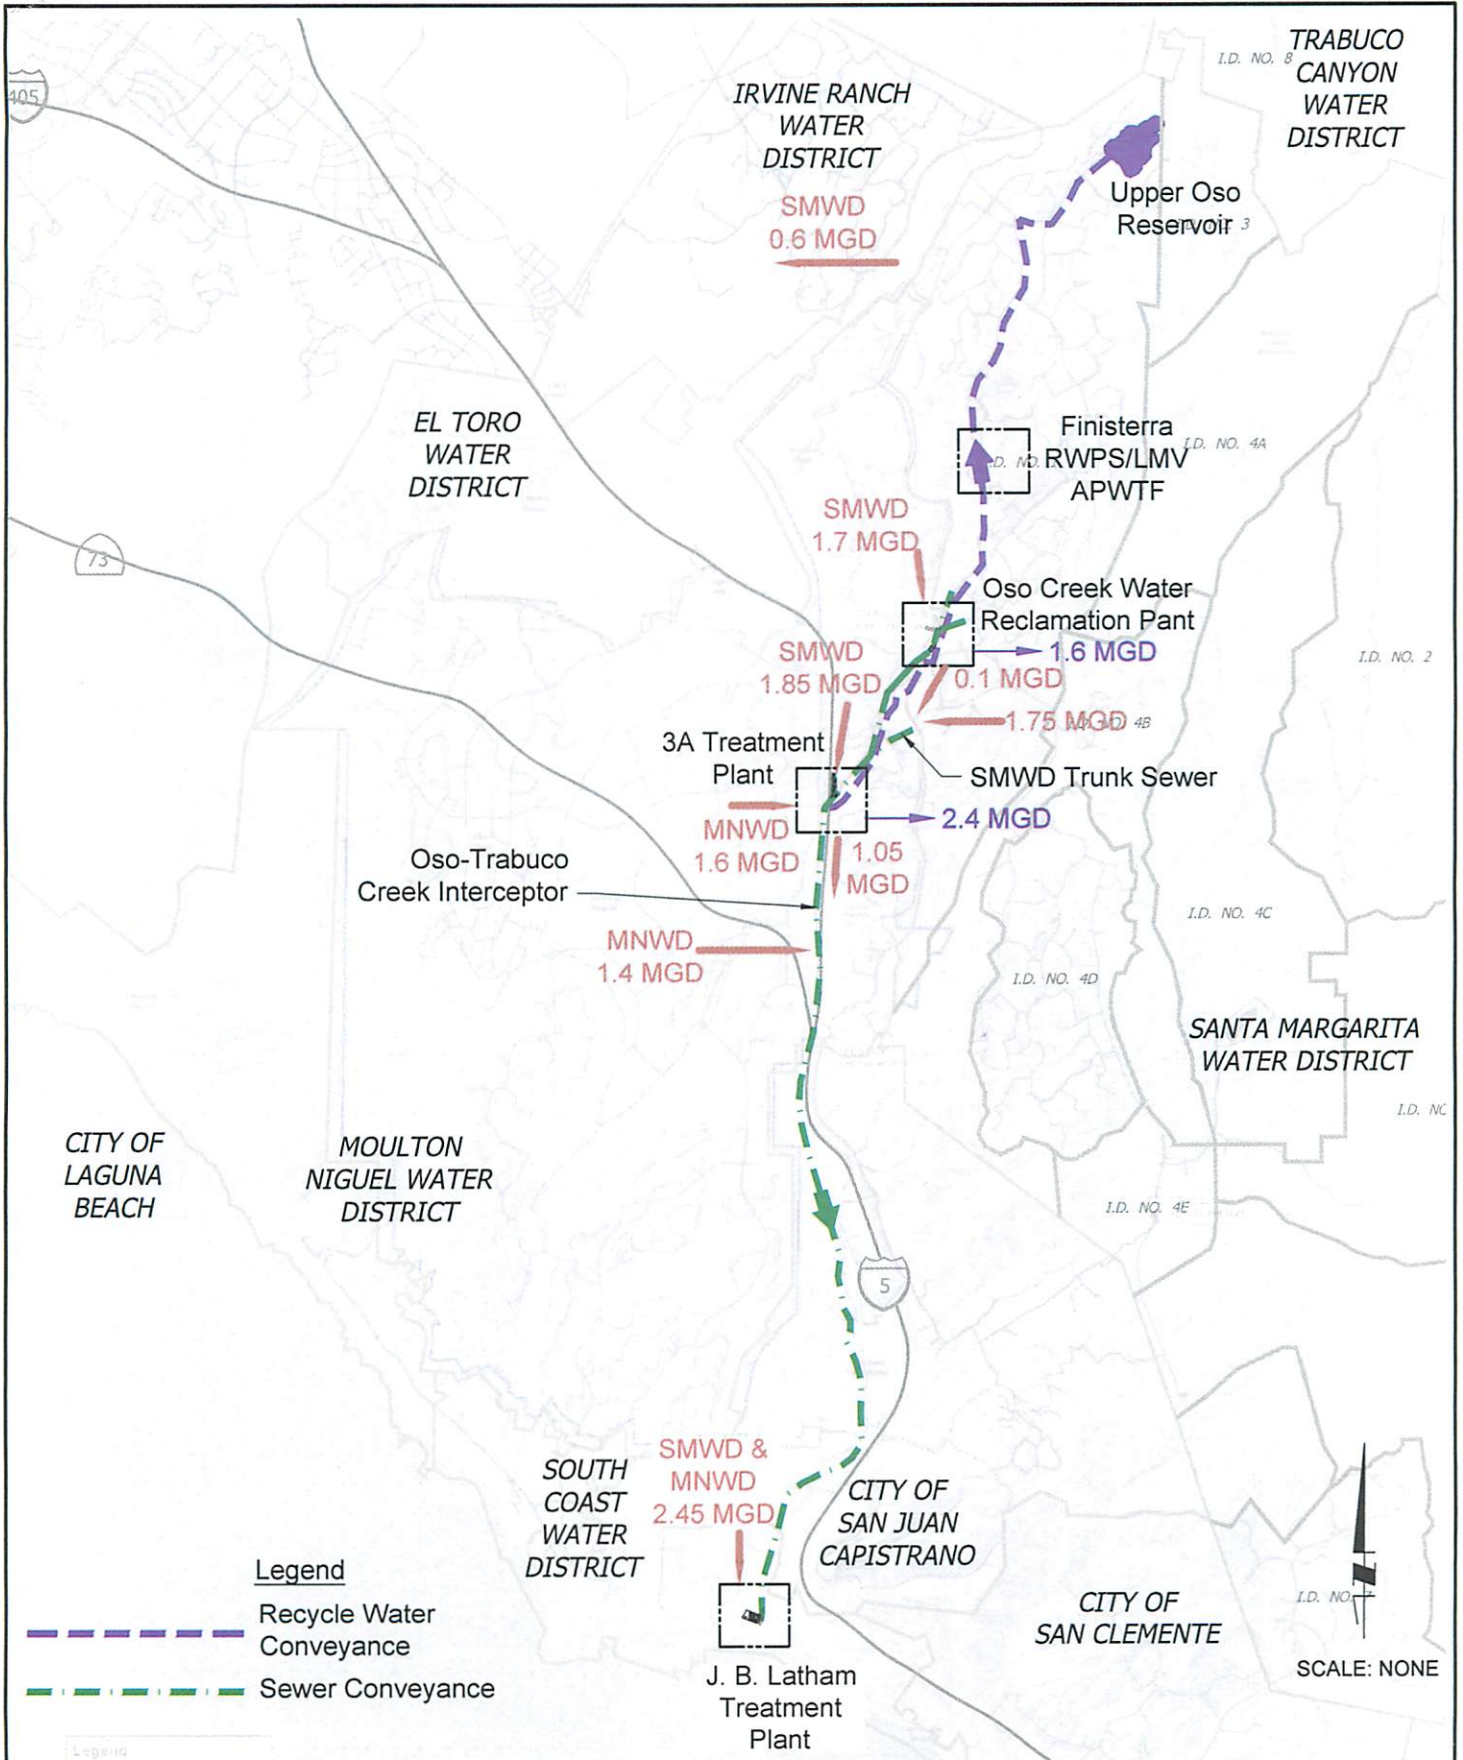 TRABUCO
CANYON
WATER
DISTRICT
I.D. NO. 8
405
IRVINE RANCH
WATER
DISTRICT
SMWD
0.6 MGD
Upper Oso
Reservoir
3
EL TORO
WATER
DISTRICT
Finisterra
RWPS/LMV
APWTF
I.D. NO. 4A
SMWD
1.7 MGD
73
Oso Creek Water
Reclamation Pant
1.6 MGD
I.D. NO. 2
SMWD
1.85 MGD
0.1 MGD
1.75 MGD
4B
3A Treatment
Plant
SMWD Trunk Sewer
2.4 MGD
MNWD
1.6 MGD
1.05
MGD
Oso-Trabuco
Creek Interceptor
I.D. NO. 4C
MNWD
1.4 MGD
I.D. NO. 4D
SANTA MARGARITA
WATER DISTRICT
I.D. NO
CITY OF
LAGUNA
BEACH
MOULTON
NIGUEL WATER
DISTRICT
I.D. NO. 4E
5
SMWD &
MNWD
2.45 MGD
SOUTH
COAST
WATER
DISTRICT
CITY OF
SAN JUAN
CAPISTRANO
CITY OF
SAN CLEMENTE
I.D. NO.
SCALE: NONE
J. B. Latham
Treatment
Plant
Legend
Recycle Water
Conveyance
Sewer Conveyance
Legend